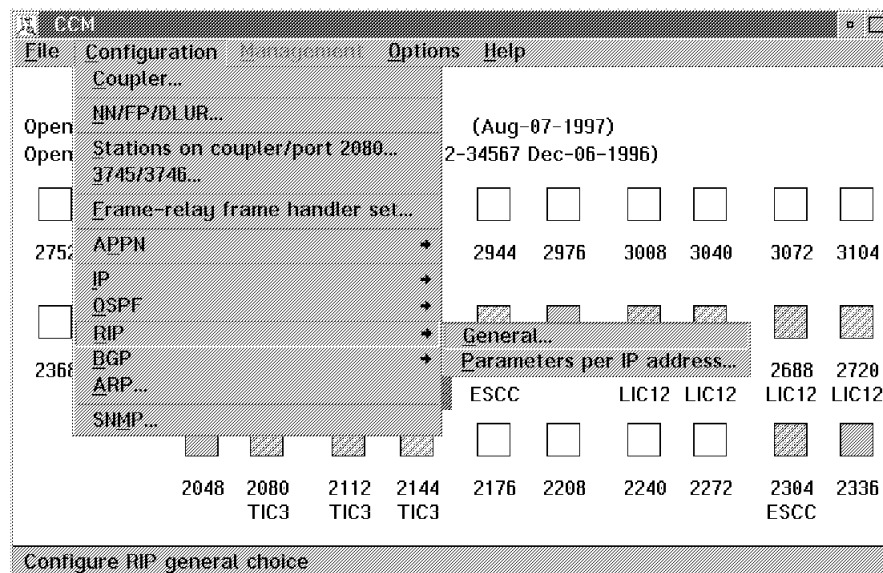 CCM
File Configuration Management Options Help
Coupler...
NN/FP/DLUR...
Open (Aug-07-1997)
Stations on coupler/port 2080...
Open 2-34567 Dec-06-1996)
3745/3746...
Frame-relay frame handler set...
APPN
2752 2944 2976 3008 3040 3072 3104
IP
OSPF
RIP
General...
BGP
Parameters per IP address...
2368 2688 2720
ARP...
ESCC LIC12 LIC12 LIC12 LIC12
SNMP...
2048 2080 2112 2144 2176 2208 2240 2272 2304 2336
TIC3 TIC3 TIC3 ESCC
Configure RIP general choice